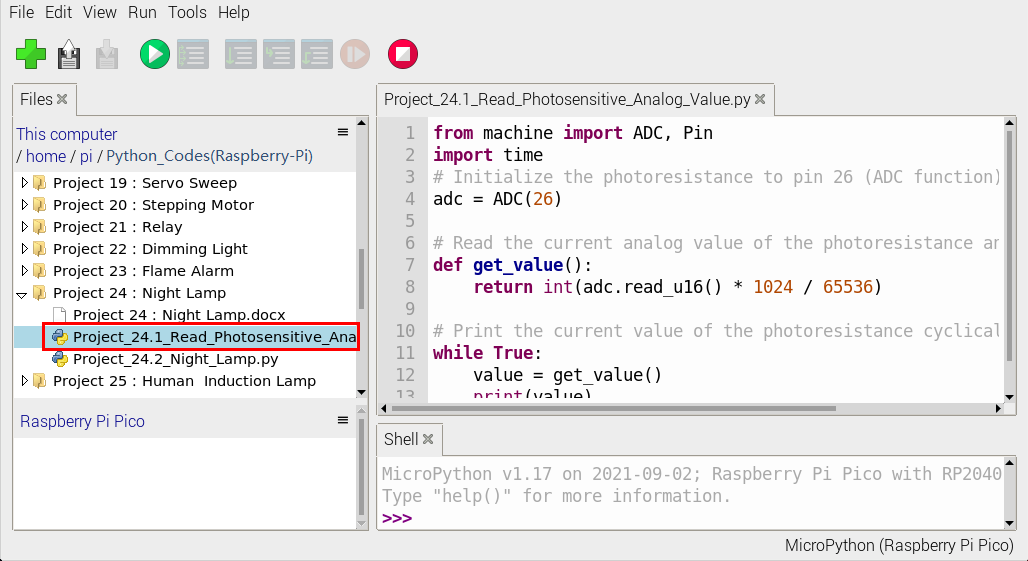 File Edit View Run Tools Help
Files
This computer
/ home / pi / Python_Codes(Raspberry-Pi)
Project 19 : Servo Sweep
Project 20 : Stepping Motor
Project 21 : Relay
Project 22 : Dimming Light
Project 23 : Flame Alarm
Project 24 : Night Lamp
Project 24 : Night Lamp.docx
Project_24.1_Read_Photosensitive_Ana
Project_24.2_Night_Lamp.py
Project 25 : Human  Induction Lamp
Raspberry Pi Pico
Project_24.1_Read_Photosensitive_Analog_Value.py
1 from machine import ADC, Pin
2 import time
3 # Initialize the photoresistance to pin 26 (ADC function)
4 adc = ADC(26)
5
6 # Read the current analog value of the photoresistance an
7 def get_value():
8     return int(adc.read_u16() * 1024 / 65536)
9
10 # Print the current value of the photoresistance cyclical
11 while True:
12     value = get_value()
13     print(value)
Shell
MicroPython v1.17 on 2021-09-02; Raspberry Pi Pico with RP2040
Type "help()" for more information.
>>>
MicroPython (Raspberry Pi Pico)